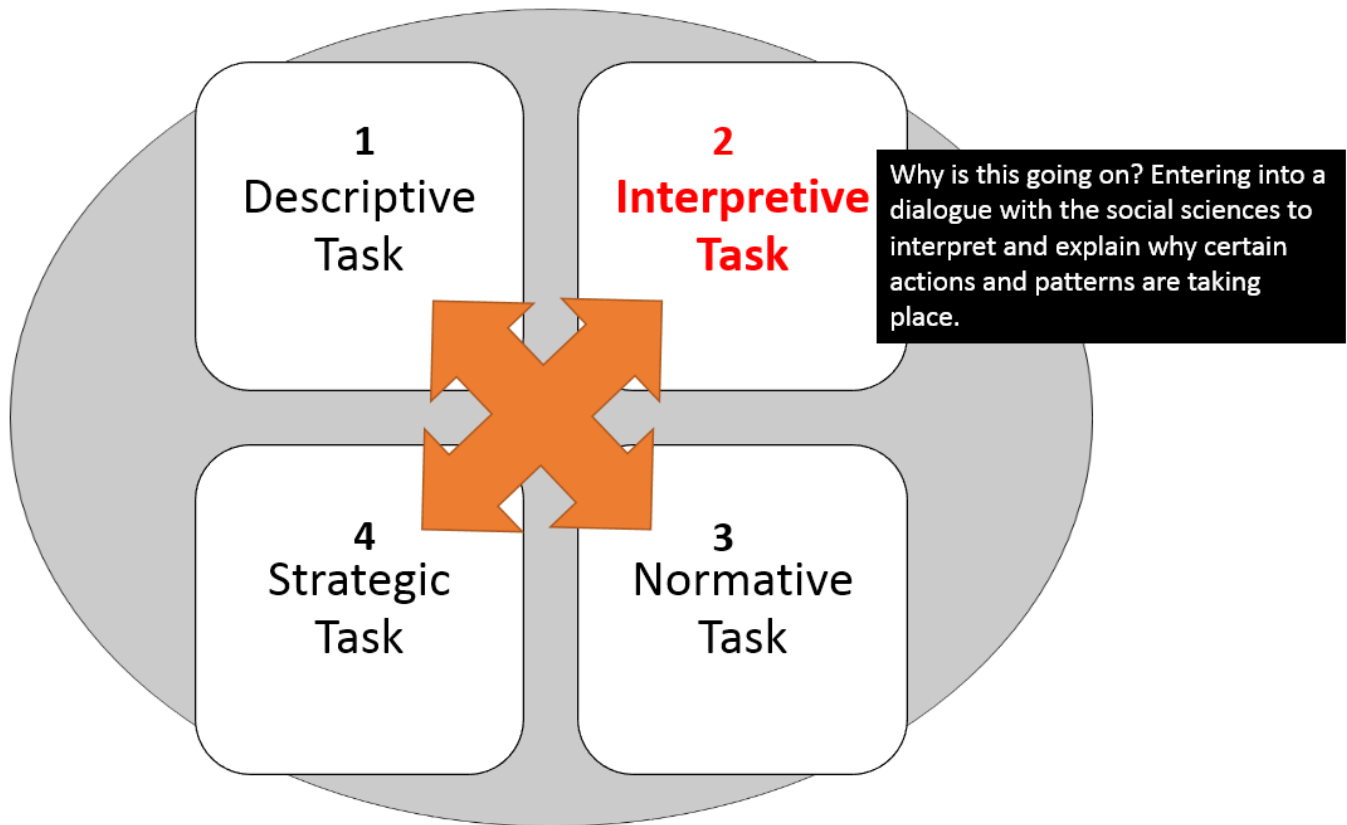 1
Descriptive
Task
2
Interpretive
Task
Why is this going on? Entering into a
dialogue with the social sciences to
interpret and explain why certain
actions and patterns are taking
place.
4
Strategic
Task
3
Normative
Task